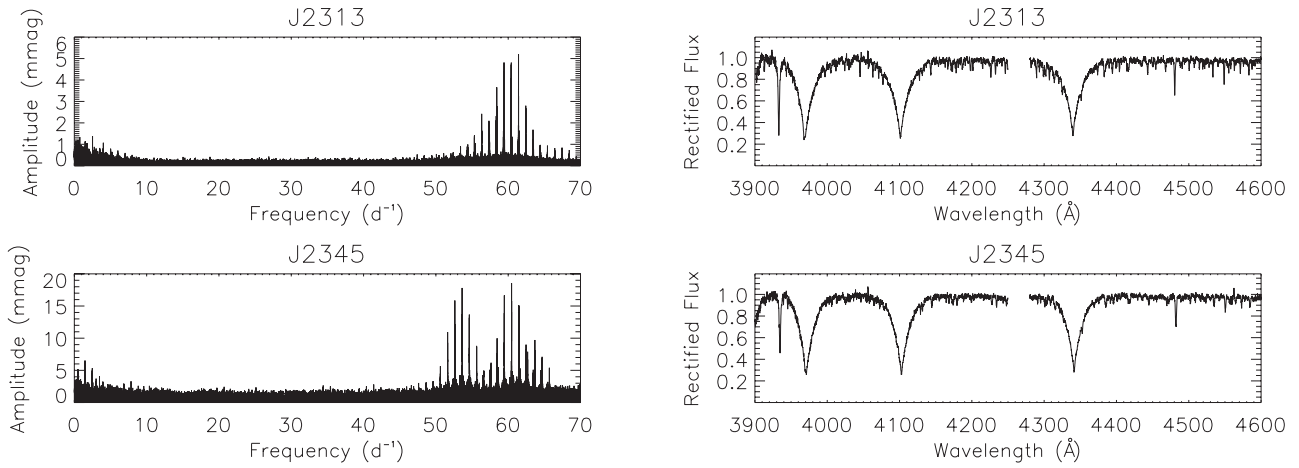 J2313
Amplitude (mmag)
6
5
4
3
2
1
0
0 10 20 30 40 50 60 70
Frequency (d⁻¹)
J2313
Rectified Flux
1.0
0.8
0.6
0.4
0.2
3900 4000 4100 4200 4300 4400 4500 4600
Wavelength (Å)
J2345
Amplitude (mmag)
20
15
10
5
0
0 10 20 30 40 50 60 70
Frequency (d⁻¹)
J2345
Rectified Flux
1.0
0.8
0.6
0.4
0.2
3900 4000 4100 4200 4300 4400 4500 4600
Wavelength (Å)